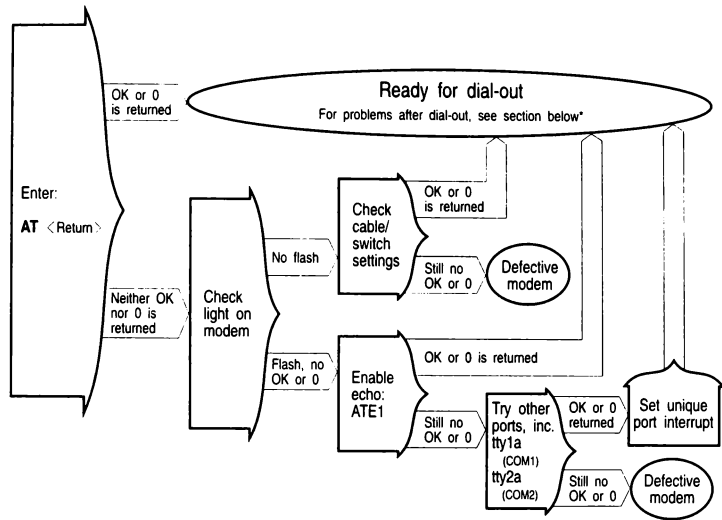 Ready for dial-out
For problems after dial-out, see section below*
OK or 0
is returned
Enter:
AT <Return>
Neither OK
nor 0 is
returned
Check
light on
modem
No flash
Flash, no
OK or 0
Check
cable/
switch
settings
OK or 0
is returned
Still no
OK or 0
Defective
modem
Enable
echo:
ATE1
OK or 0 is returned
Still no
OK or 0
Try other
ports, inc.
tty1a
(COM1)
tty2a
(COM2)
OK or 0
returned
Set unique
port interrupt
Still no
OK or 0
Defective
modem